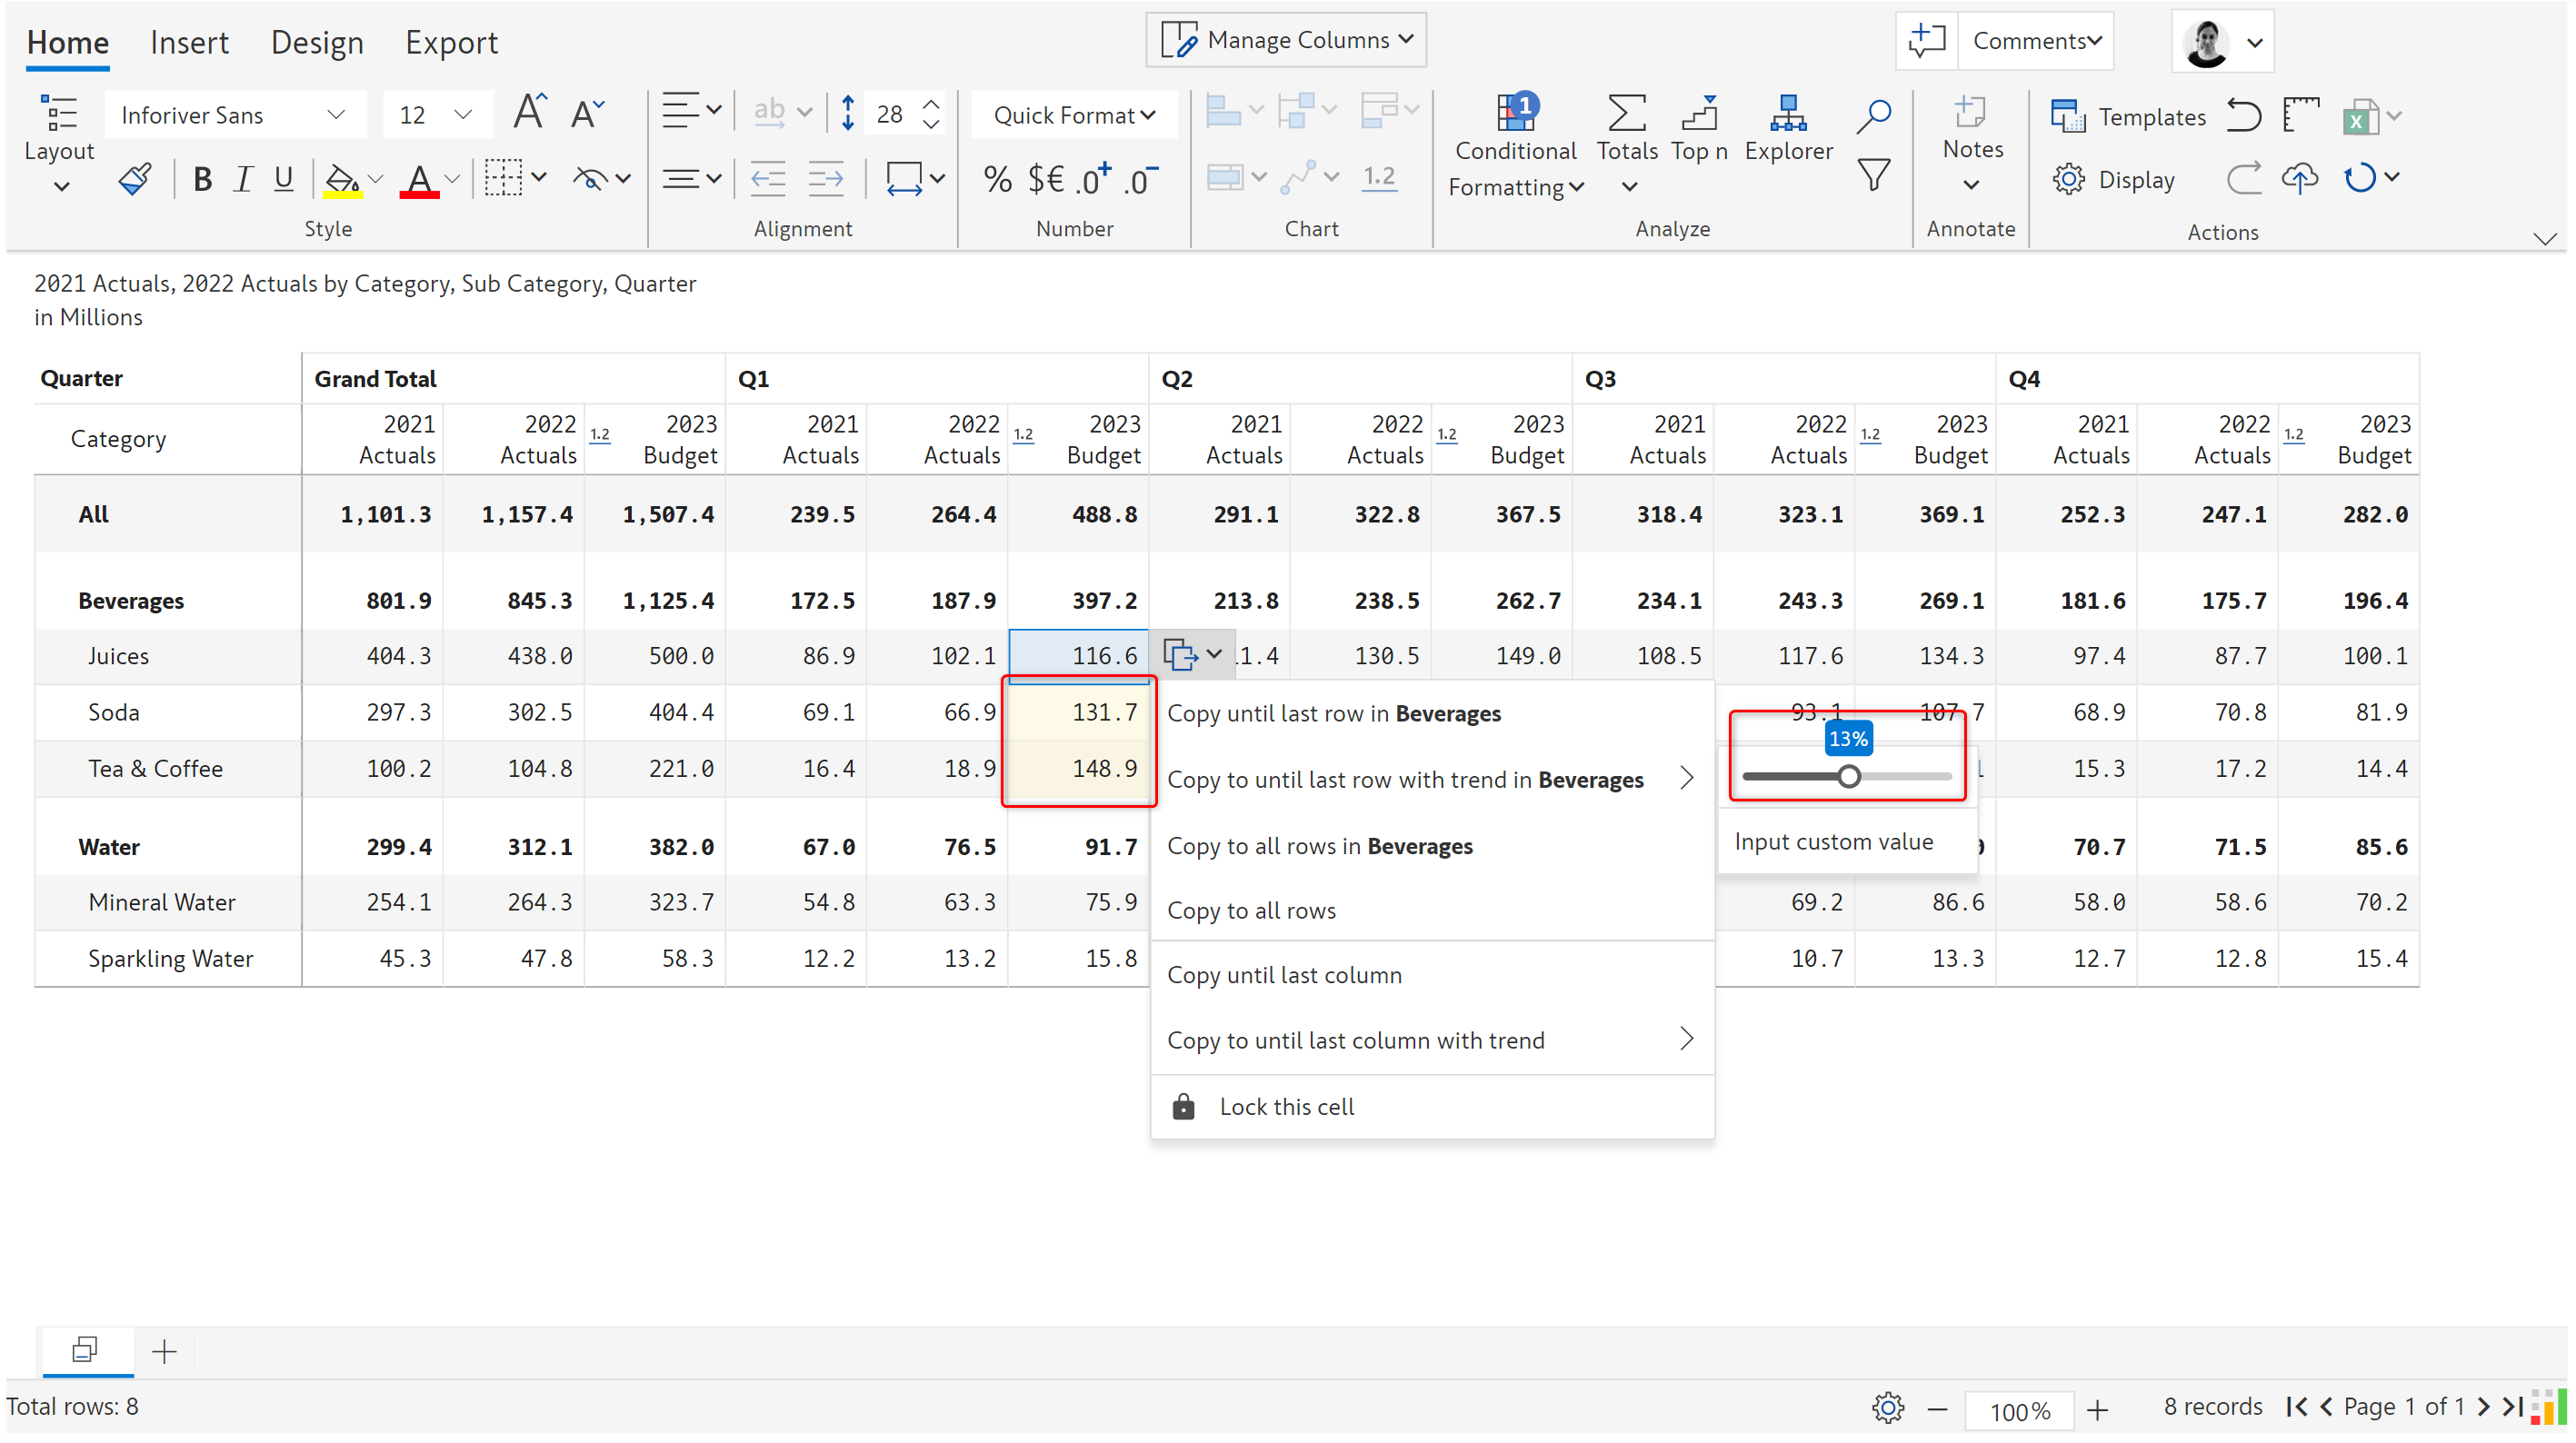 Home Insert Design Export Manage Columns Comments
Inforiver Sans 12 A A ab 28 Quick Format 1 Templates
Layout Conditional Formatting Totals Top n Explorer Notes
B I U A % $€ .0+ .0- 1.2 Display
Style Alignment Number Chart Analyze Annotate Actions
2021 Actuals, 2022 Actuals by Category, Sub Category, Quarter
in Millions
Quarter Grand Total Q1 Q2 Q3 Q4
Category 2021 Actuals 2022 Actuals 1.2 2023 Budget 2021 Actuals 2022 Actuals 1.2 2023 Budget 2021 Actuals 2022 Actuals 1.2 2023 Budget 2021 Actuals 2022 Actuals 1.2 2023 Budget 2021 Actuals 2022 Actuals 1.2 2023 Budget
All 1,101.3 1,157.4 1,507.4 239.5 264.4 488.8 291.1 322.8 367.5 318.4 323.1 369.1 252.3 247.1 282.0
Beverages 801.9 845.3 1,125.4 172.5 187.9 397.2 213.8 238.5 262.7 234.1 243.3 269.1 181.6 175.7 196.4
Juices 404.3 438.0 500.0 86.9 102.1 116.6 1.4 130.5 149.0 108.5 117.6 134.3 97.4 87.7 100.1
Soda 297.3 302.5 404.4 69.1 66.9 131.7 93.1 107.7 68.9 70.8 81.9
Tea & Coffee 100.2 104.8 221.0 16.4 18.9 148.9 15.3 17.2 14.4
Water 299.4 312.1 382.0 67.0 76.5 91.7 70.7 71.5 85.6
Mineral Water 254.1 264.3 323.7 54.8 63.3 75.9 69.2 86.6 58.0 58.6 70.2
Sparkling Water 45.3 47.8 58.3 12.2 13.2 15.8 10.7 13.3 12.7 12.8 15.4
Copy until last row in Beverages
Copy to until last row with trend in Beverages
Copy to all rows in Beverages
Copy to all rows
Copy until last column
Copy to until last column with trend
Lock this cell
13%
Input custom value
Total rows: 8 100% 8 records Page 1 of 1